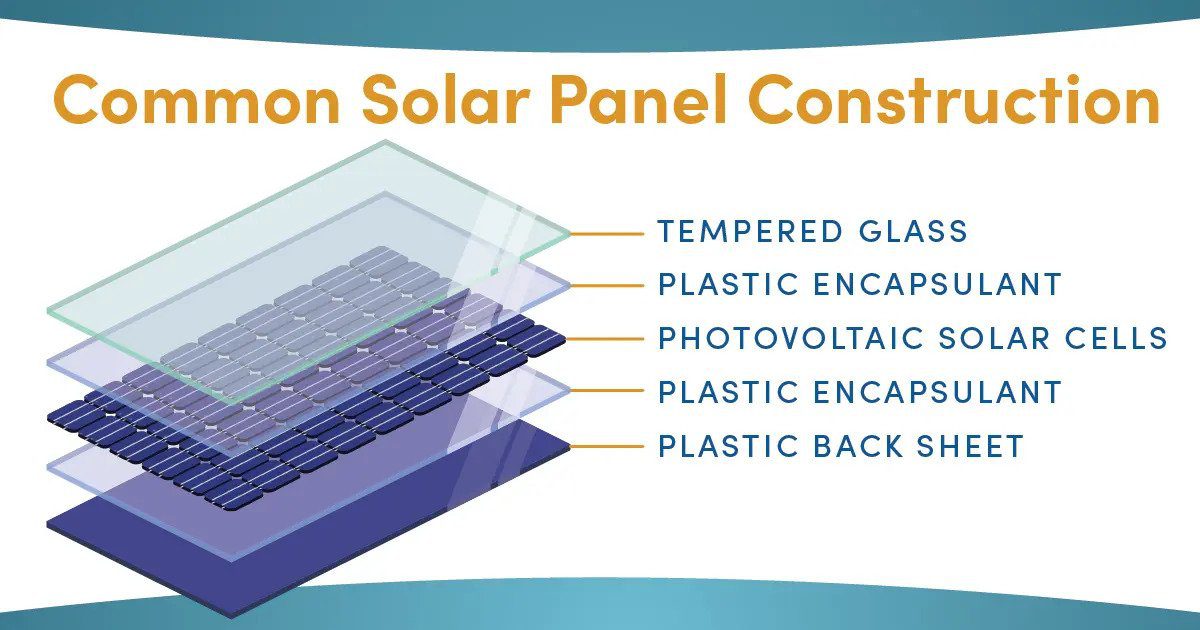 Common Solar Panel Construction
TEMPERED GLASS
PLASTIC ENCAPSULANT
PHOTOVOLTAIC SOLAR CELLS
PLASTIC ENCAPSULANT
PLASTIC BACK SHEET